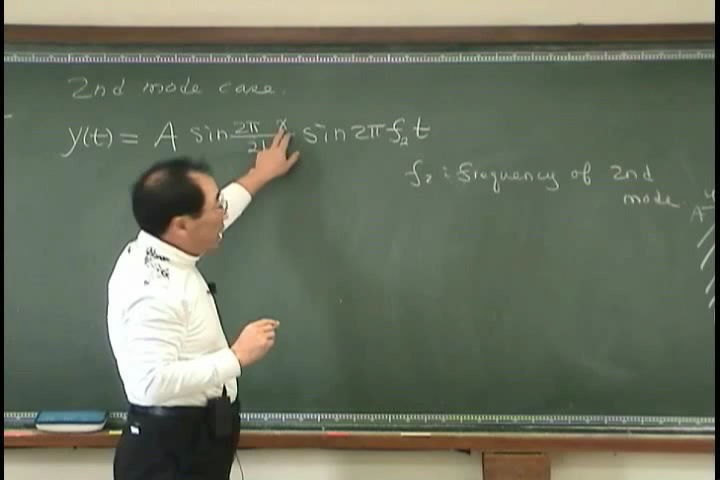 2nd mode case.
y(t) = A sin 2π x / 2l sin 2π f₂ t
f₂ : frequency of 2nd
mode.
A